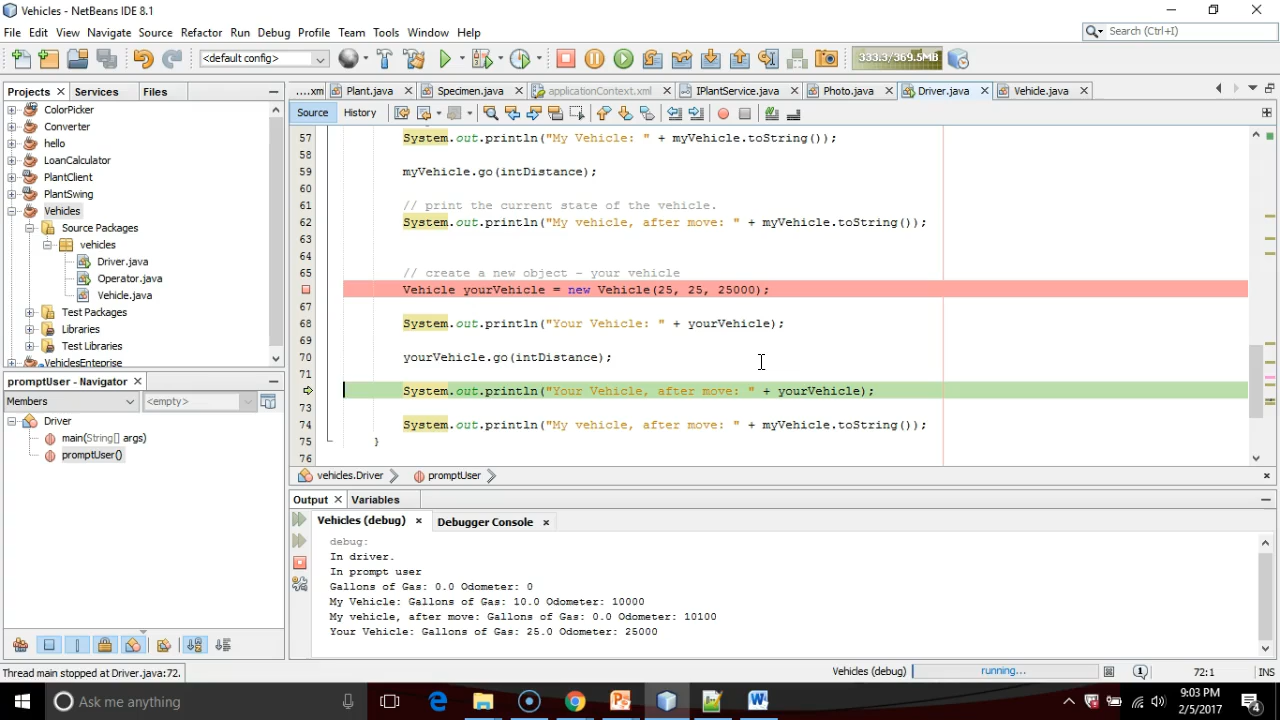 Vehicles - NetBeans IDE 8.1
File Edit View Navigate Source Refactor Run Debug Profile Team Tools Window Help
Search (Ctrl+I)
<default config>
333.3/369.5MB
Projects Services Files
...xm Plant.java Specimen.java applicationContext.xml IPlantService.java Photo.java Driver.java Vehicle.java
Source History
ColorPicker
Converter
hello
LoanCalculator
PlantClient
PlantSwing
Vehicles
Source Packages
vehicles
Driver.java
Operator.java
Vehicle.java
Test Packages
Libraries
Test Libraries
VehiclesEnteprise
57 System.out.println("My Vehicle: " + myVehicle.toString());
58
59 myVehicle.go(intDistance);
60
61 // print the current state of the vehicle.
62 System.out.println("My vehicle, after move: " + myVehicle.toString());
63
64
65 // create a new object - your vehicle
Vehicle yourVehicle = new Vehicle(25, 25, 25000);
67
68 System.out.println("Your Vehicle: " + yourVehicle);
69
70 yourVehicle.go(intDistance);
71
System.out.println("Your Vehicle, after move: " + yourVehicle);
73
74 System.out.println("My vehicle, after move: " + myVehicle.toString());
75 }
76
vehicles.Driver promptUser
promptUser - Navigator
Members <empty>
Driver
main(String[] args)
promptUser()
Output Variables
Vehicles (debug) Debugger Console
debug:
In driver.
In prompt user
Gallons of Gas: 0.0 Odometer: 0
My Vehicle: Gallons of Gas: 10.0 Odometer: 10000
My vehicle, after move: Gallons of Gas: 0.0 Odometer: 10100
Your Vehicle: Gallons of Gas: 25.0 Odometer: 25000
Thread main stopped at Driver.java:72.
Vehicles (debug) running... 1 72:1 INS
Ask me anything
9:03 PM
2/5/2017
4